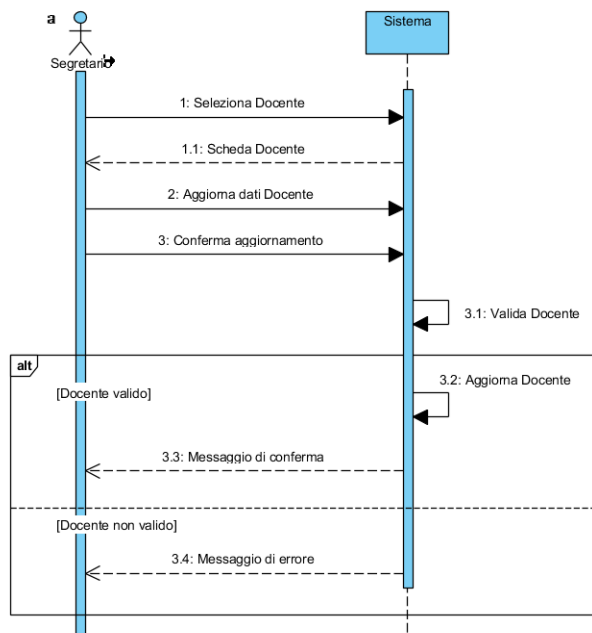 a
Sistema
Segretario
1: Seleziona Docente
1.1: Scheda Docente
2: Aggiorna dati Docente
3: Conferma aggiornamento
3.1: Valida Docente
alt
3.2: Aggiorna Docente
[Docente valido]
3.3: Messaggio di conferma
[Docente non valido]
3.4: Messaggio di errore